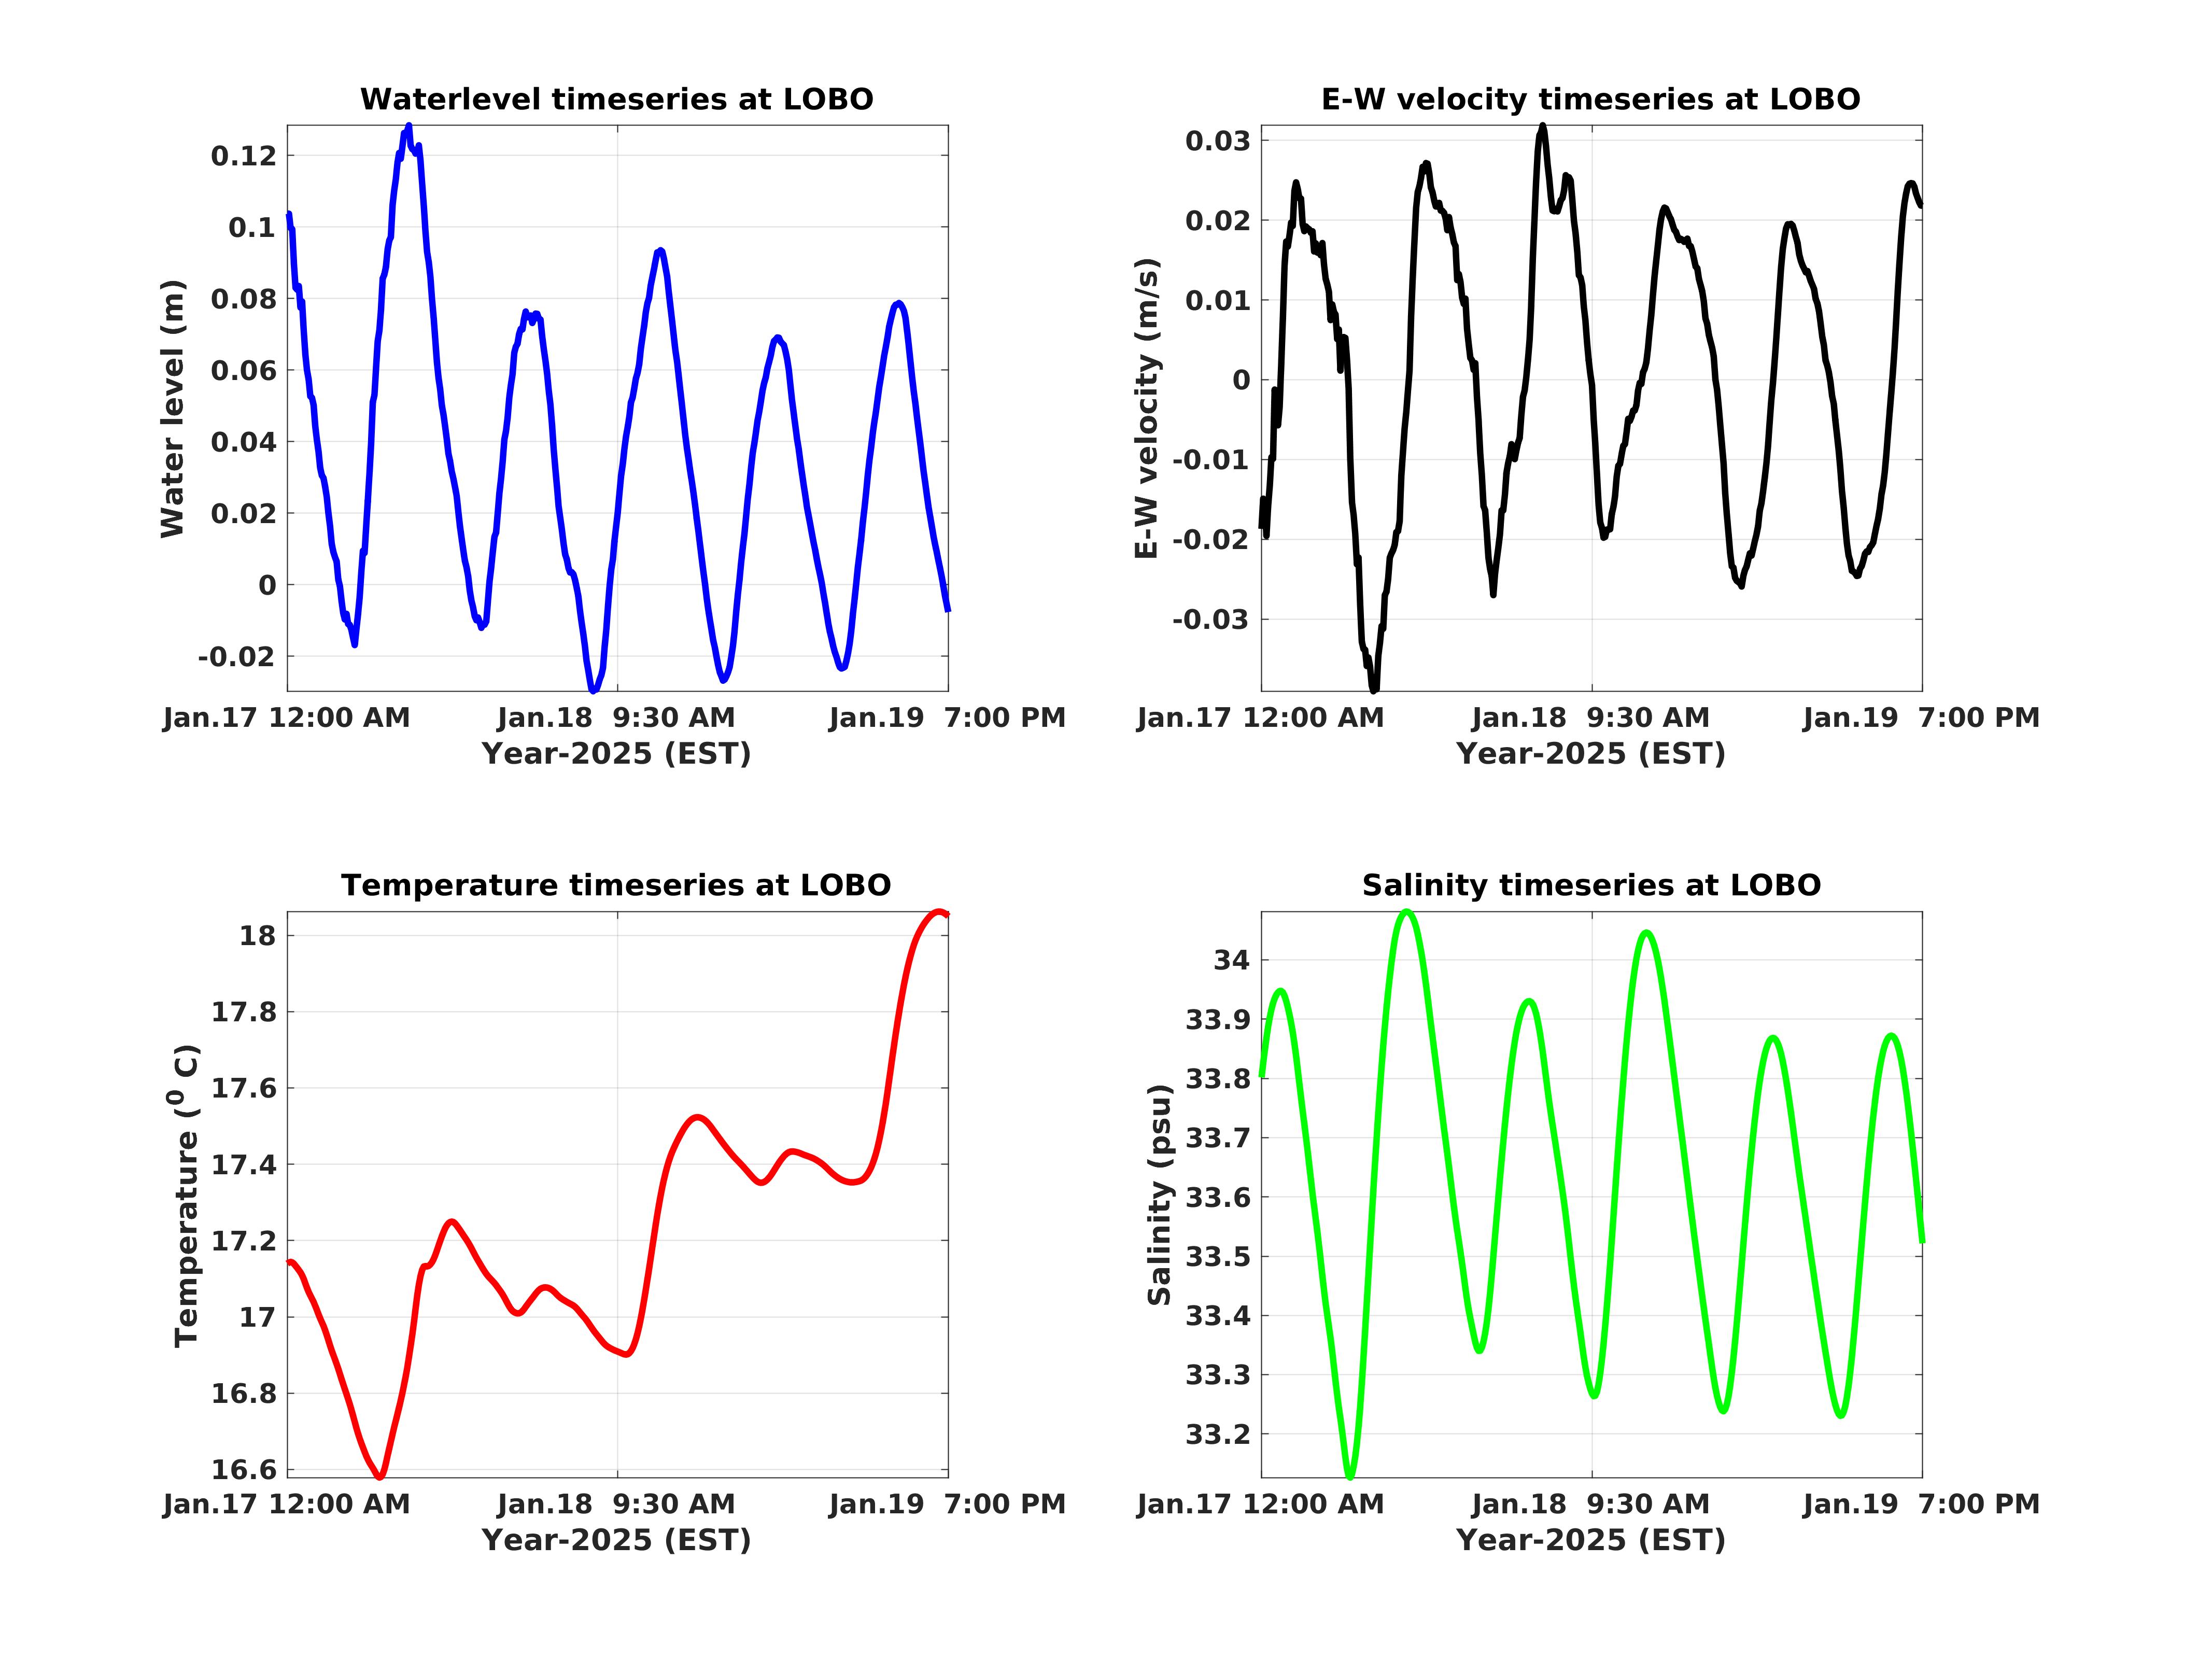 Waterlevel timeseries at LOBO
Water level (m)
0.12
0.1
0.08
0.06
0.04
0.02
0
-0.02
Jan.17 12:00 AM Jan.18  9:30 AM Jan.19  7:00 PM
Year-2025 (EST)
E-W velocity timeseries at LOBO
E-W velocity (m/s)
0.03
0.02
0.01
0
-0.01
-0.02
-0.03
Jan.17 12:00 AM Jan.18  9:30 AM Jan.19  7:00 PM
Year-2025 (EST)
Temperature timeseries at LOBO
Temperature (⁰ C)
18
17.8
17.6
17.4
17.2
17
16.8
16.6
Jan.17 12:00 AM Jan.18  9:30 AM Jan.19  7:00 PM
Year-2025 (EST)
Salinity timeseries at LOBO
Salinity (psu)
34
33.9
33.8
33.7
33.6
33.5
33.4
33.3
33.2
Jan.17 12:00 AM Jan.18  9:30 AM Jan.19  7:00 PM
Year-2025 (EST)